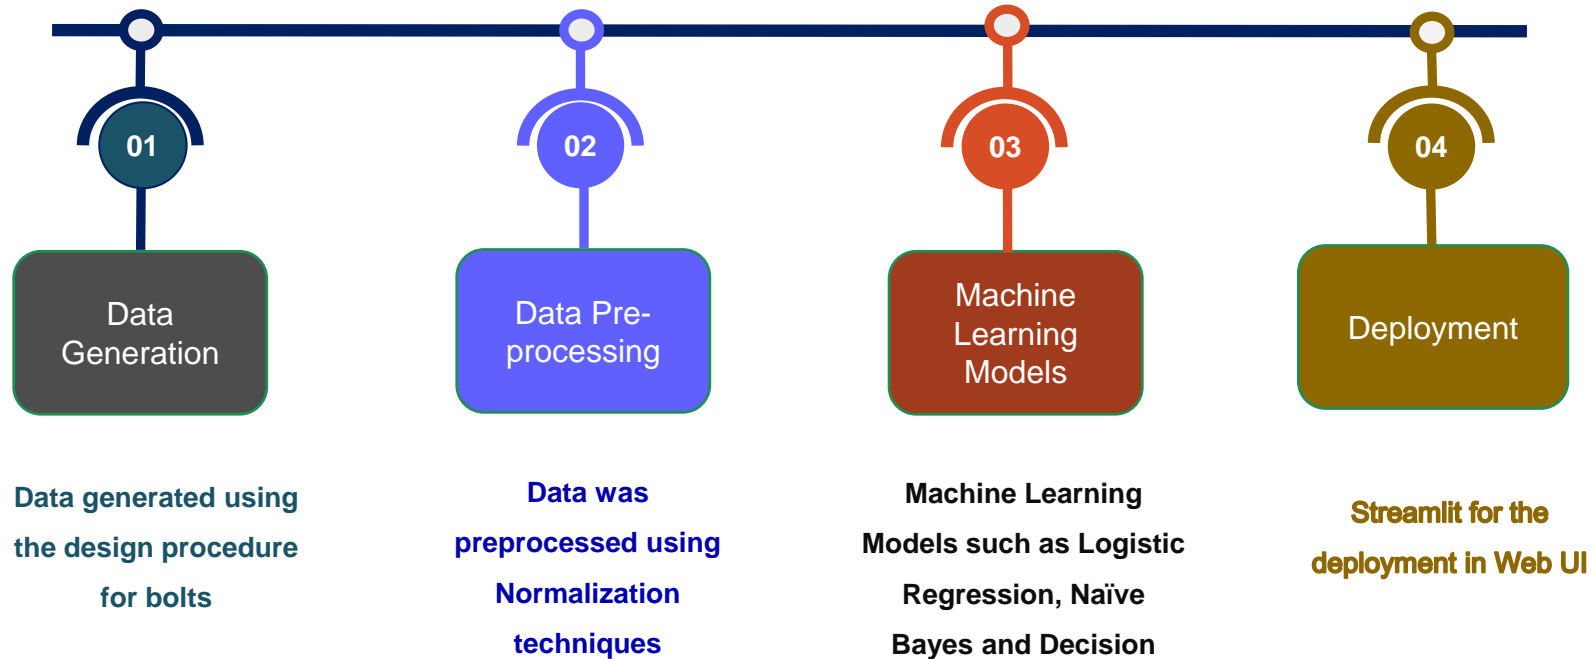 01
02
03
04
Data
Generation
Data Pre-
processing
Machine
Learning
Models
Deployment
Data generated using
the design procedure
for bolts
Data was
preprocessed using
Normalization
techniques
Machine Learning
Models such as Logistic
Regression, Naïve
Bayes and Decision
Streamlit for the
deployment in Web UI